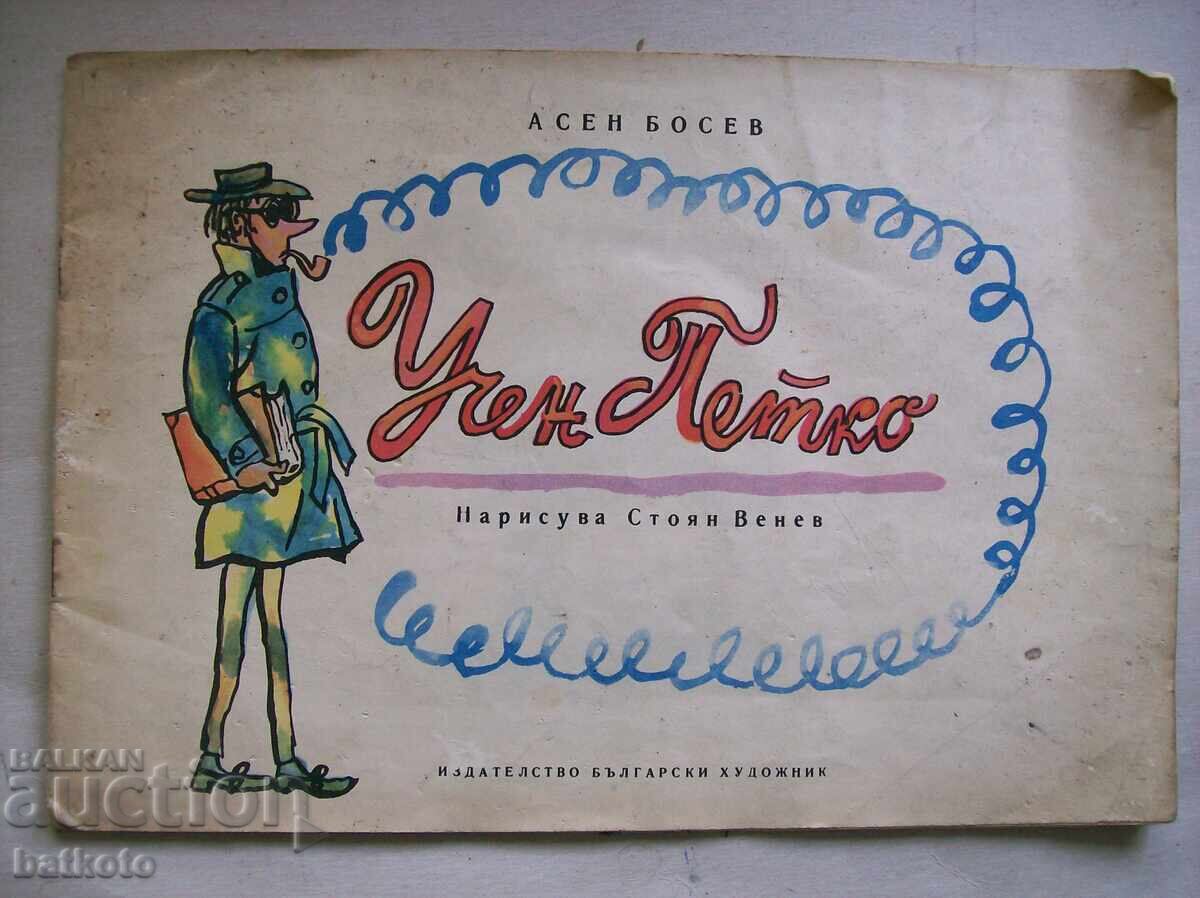 АСЕН БОСЕВ
Учен Петко
Нарисува Стоян Венев
ИЗДАТЕЛСТВО БЪЛГАРСКИ ХУДОЖНИК
BALKAN
auction
batkoto